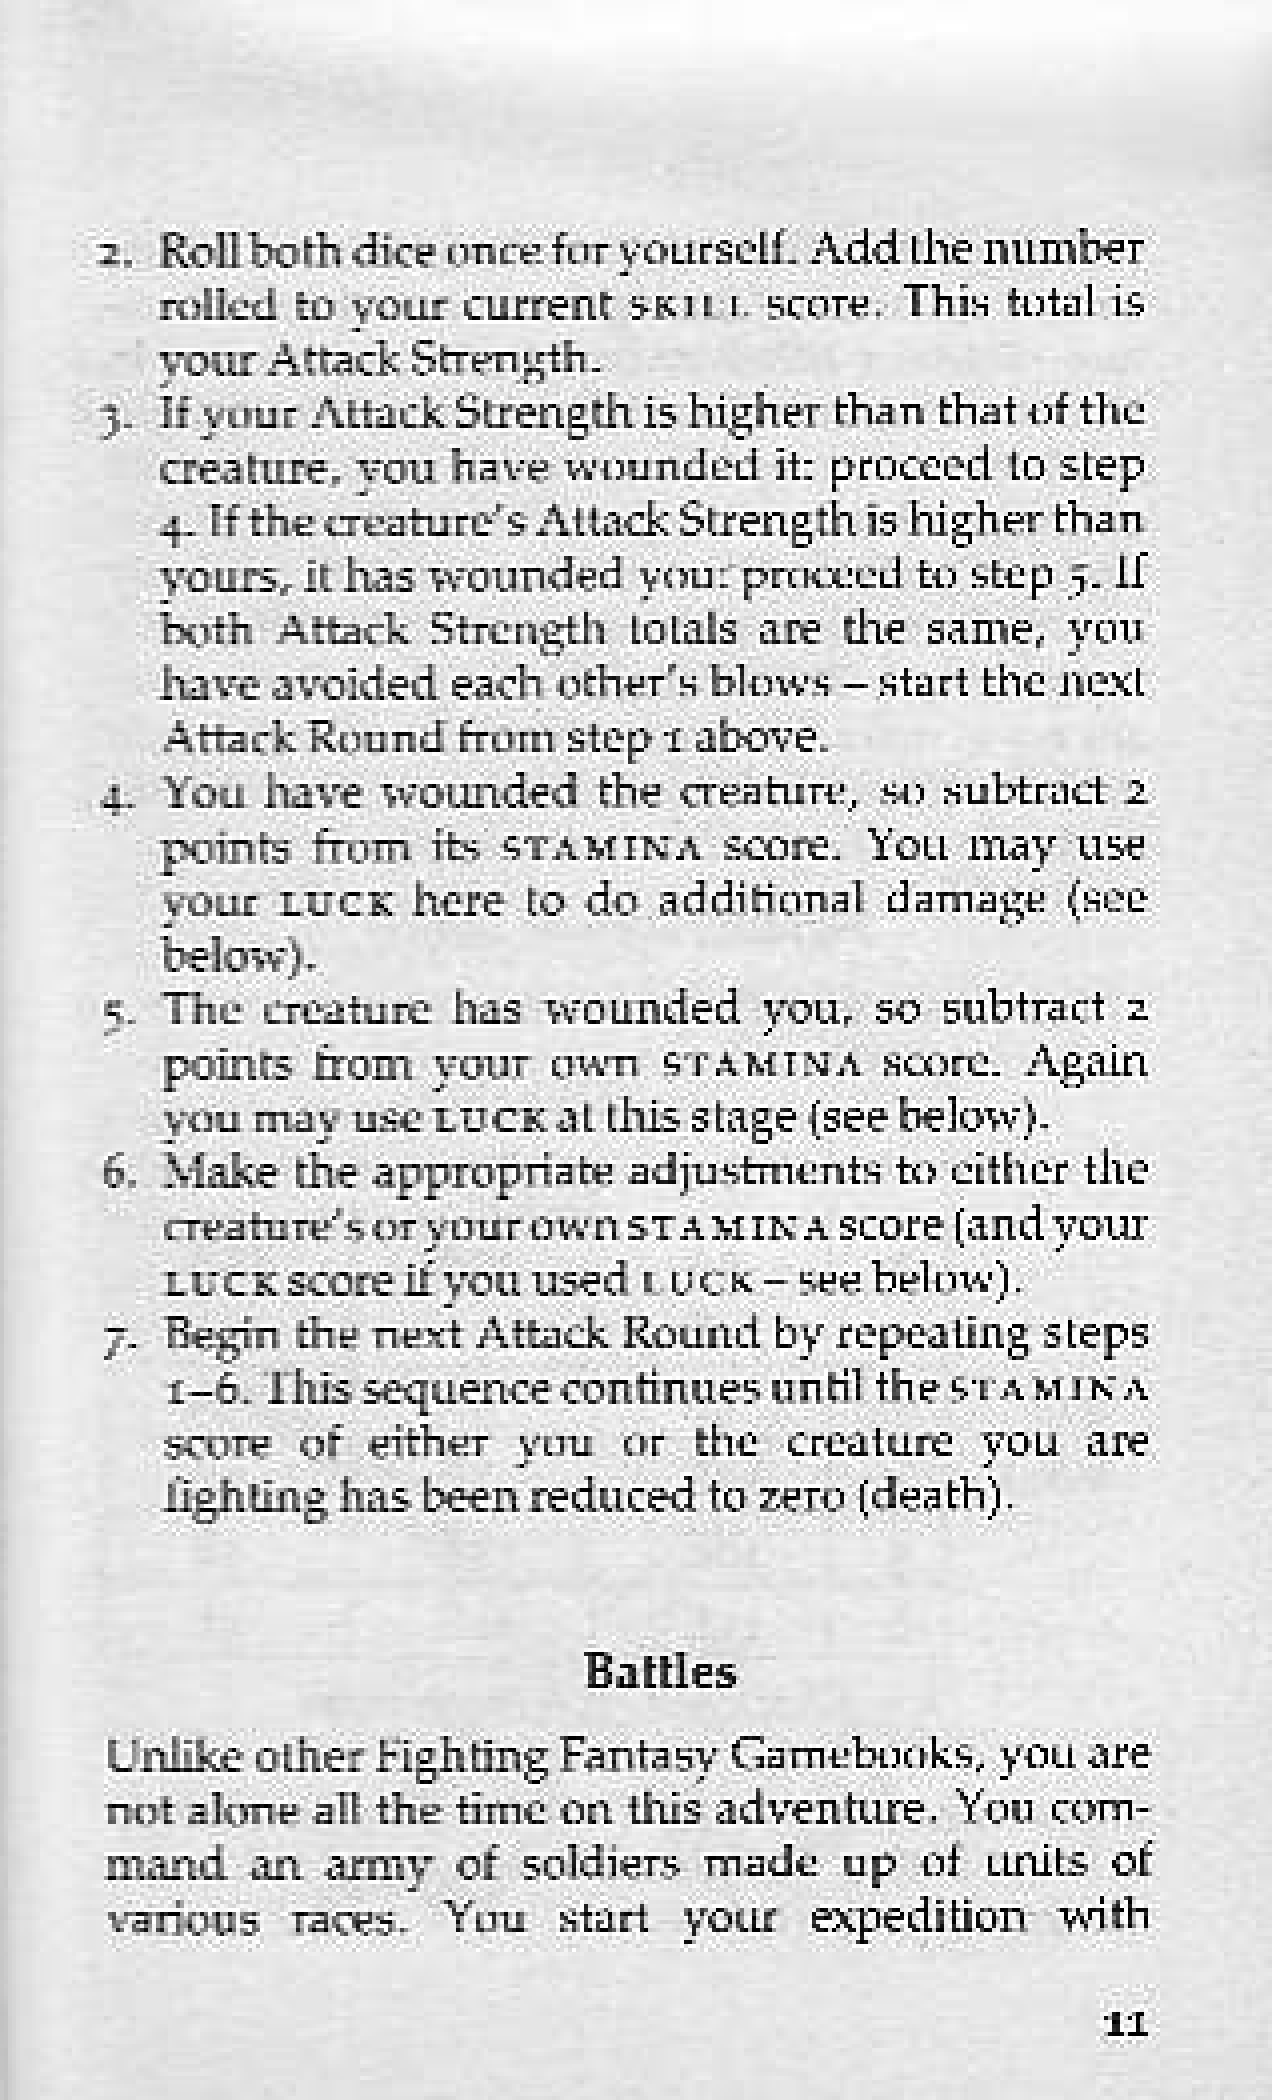 2. Roll both dice once for yourself. Add the number
rolled to your current SKILL score. This total is
your Attack Strength.
3. If your Attack Strength is higher than that of the
creature, you have wounded it: proceed to step
4. If the creature's Attack Strength is higher than
yours, it has wounded you: proceed to step 5. If
both Attack Strength totals are the same, you
have avoided each other's blows – start the next
Attack Round from step 1 above.
4. You have wounded the creature, so subtract 2
points from its STAMINA score. You may use
your LUCK here to do additional damage (see
below).
5. The creature has wounded you, so subtract 2
points from your own STAMINA score. Again
you may use LUCK at this stage (see below).
6. Make the appropriate adjustments to either the
creature's or your own STAMINA score (and your
LUCK score if you used LUCK – see below).
7. Begin the next Attack Round by repeating steps
1–6. This sequence continues until the STAMINA
score of either you or the creature you are
fighting has been reduced to zero (death).
Battles
Unlike other Fighting Fantasy Gamebooks, you are
not alone all the time on this adventure. You com-
mand an army of soldiers made up of units of
various races. You start your expedition with
11